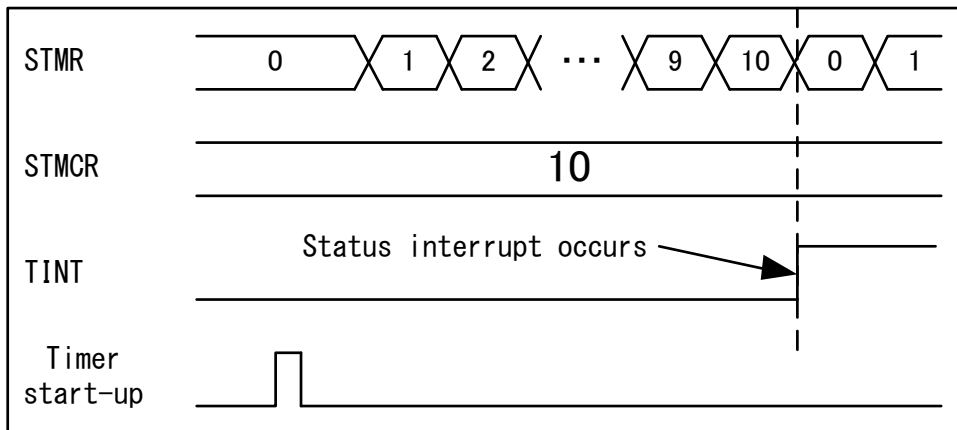 STMR 0 1 2 ··· 9 10 0 1
STMCR 10
Status interrupt occurs
TINT
Timer
start-up